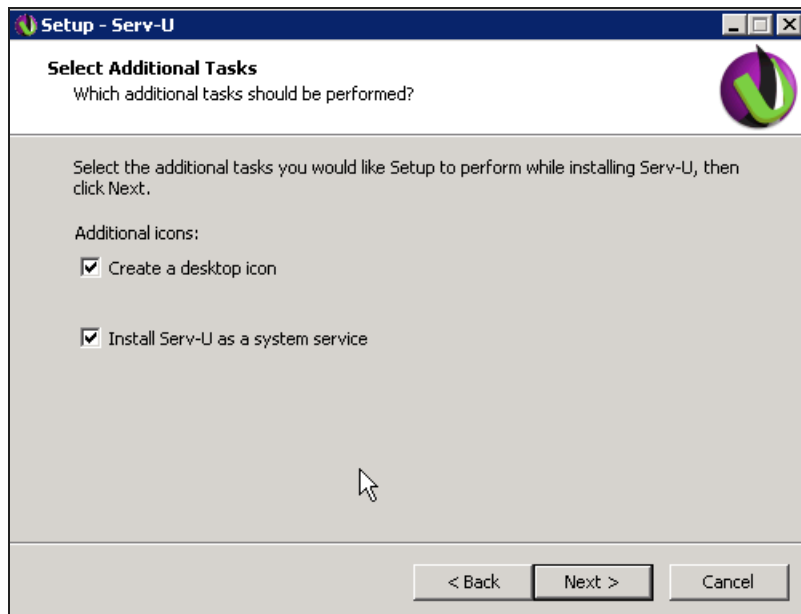 Setup - Serv-U
Select Additional Tasks
Which additional tasks should be performed?
Select the additional tasks you would like Setup to perform while installing Serv-U, then
click Next.
Additional icons:
Create a desktop icon
Install Serv-U as a system service
< Back
Next >
Cancel